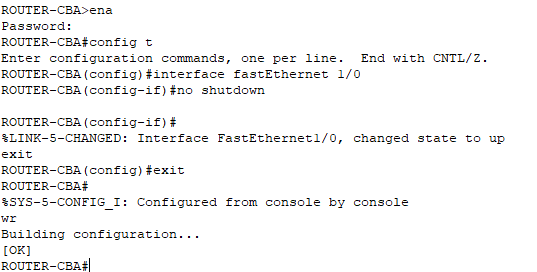 ROUTER-CBA>ena
Password:
ROUTER-CBA#config t
Enter configuration commands, one per line.  End with CNTL/Z.
ROUTER-CBA(config)#interface fastEthernet 1/0
ROUTER-CBA(config-if)#no shutdown

ROUTER-CBA(config-if)#
%LINK-5-CHANGED: Interface FastEthernet1/0, changed state to up
exit
ROUTER-CBA(config)#exit
ROUTER-CBA#
%SYS-5-CONFIG_I: Configured from console by console
wr
Building configuration...
[OK]
ROUTER-CBA#